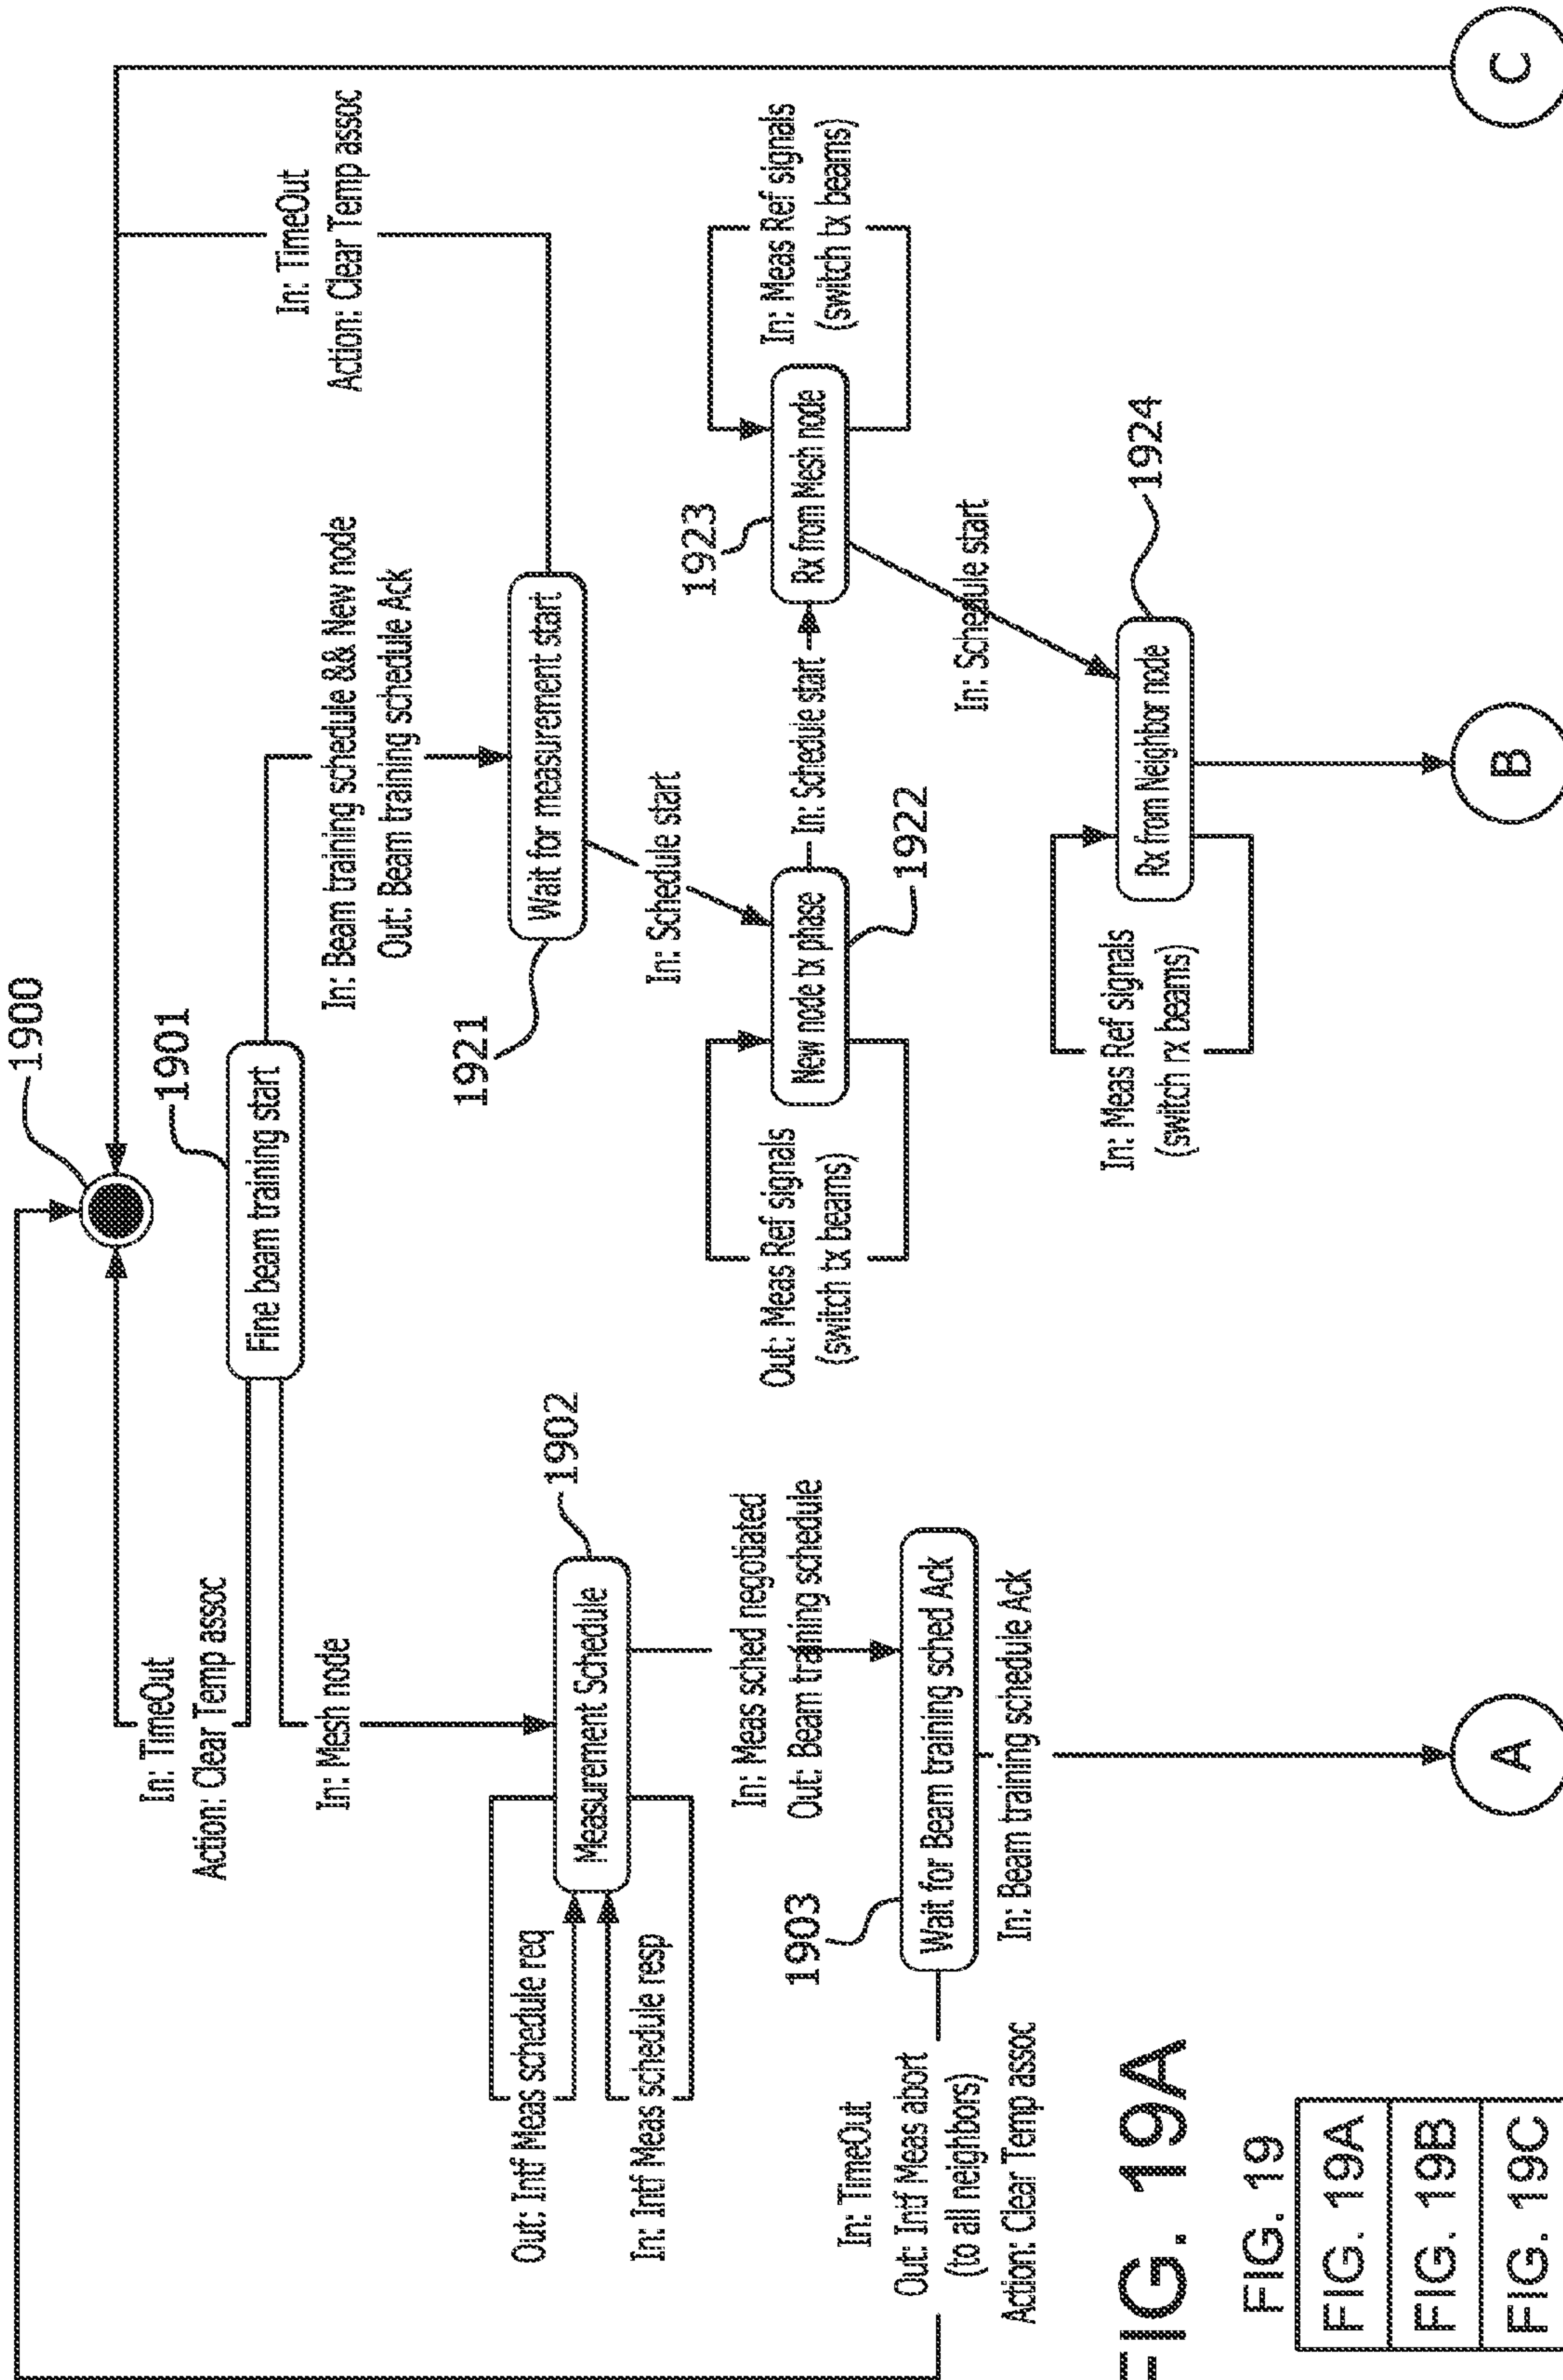 1900
1901
Fine beam training start
In: TimeOut
Action: Clear Temp assoc
In: TimeOut
Action: Clear Temp assoc
In: Mesh node
In: Beam training schedule && New node
Out: Beam training schedule Ack
1902
Measurement Schedule
Out: Intf Meas schedule req
In: Intf Meas schedule resp
1921
Wait for measurement start
In: Schedule start
In: Meas sched negotiated
Out: Beam training schedule
1903
Wait for Beam training sched Ack
In: TimeOut
Out: Intf Meas abort
(to all neighbors)
Action: Clear Temp assoc
In: Beam training schedule Ack
Out: Meas Ref signals
(switch tx beams)
New node tx phase
1922
In: Schedule start
1923
Rx from Mesh node
In: Meas Ref signals
(switch tx beams)
In: Schedule start
1924
In: Meas Ref signals
(switch rx beams)
Rx from Neighbor node
A
B
C
FIG. 19A
FIG. 19
FIG. 19A
FIG. 19B
FIG. 19C